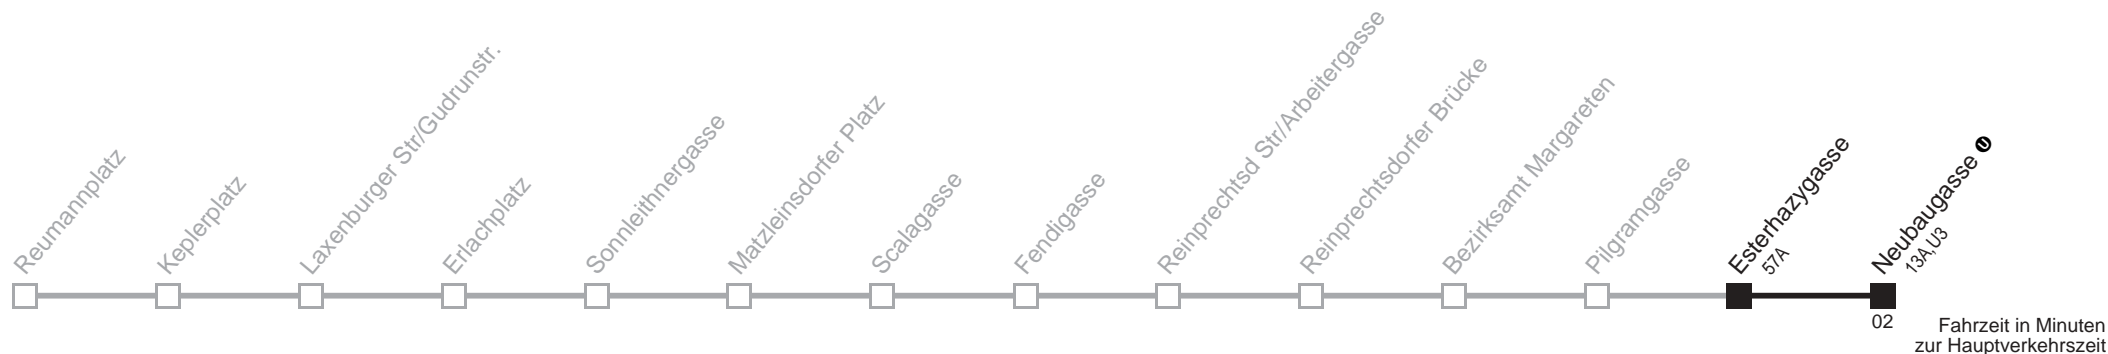 Reumannplatz
Keplerplatz
Laxenburger Str/Gudrunstr.
Erlachplatz
Sonnleithnergasse
Matzleinsdorfer Platz
Scalagasse
Fendigasse
Reinprechtsd Str/Arbeitergasse
Reinprechtsdorfer Brücke
Bezirksamt Margareten
Pilgramgasse
Esterhazygasse
57A
Neubaugasse U
13A,U3
02
Fahrzeit in Minuten
zur Hauptverkehrszeit